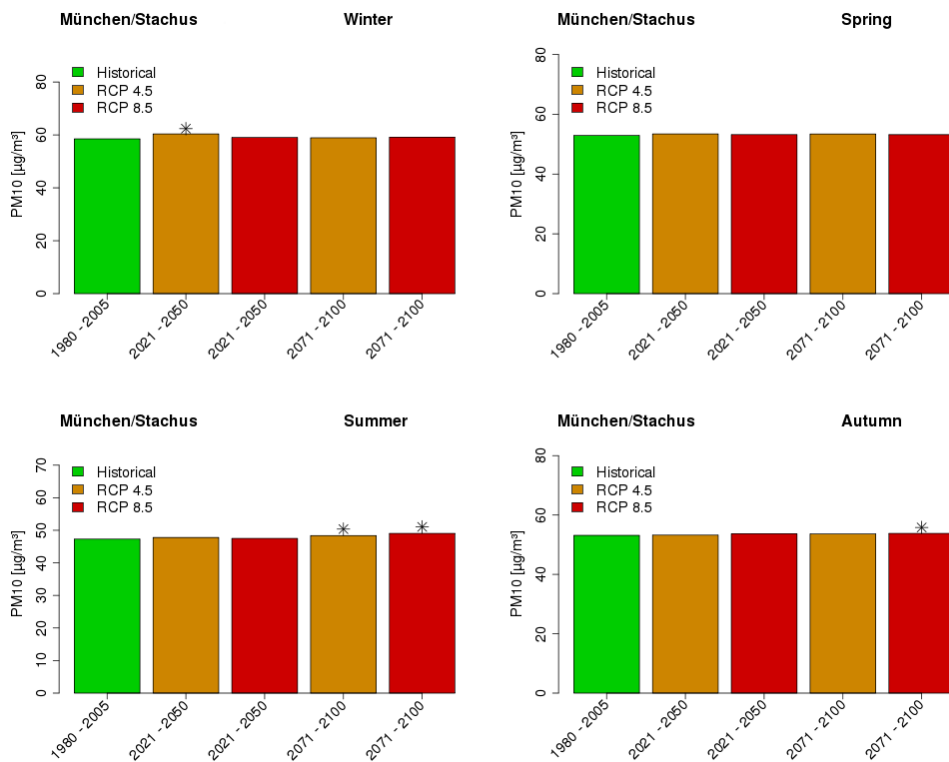 München/Stachus Winter
Historical
RCP 4.5
RCP 8.5
PM10 [µg/m³]
0 20 40 60 80
1980 - 2005
2021 - 2050
2021 - 2050
2071 - 2100
2071 - 2100
München/Stachus Spring
Historical
RCP 4.5
RCP 8.5
PM10 [µg/m³]
0 20 40 60 80
1980 - 2005
2021 - 2050
2021 - 2050
2071 - 2100
2071 - 2100
München/Stachus Summer
Historical
RCP 4.5
RCP 8.5
PM10 [µg/m³]
0 10 20 30 40 50 60 70
1980 - 2005
2021 - 2050
2021 - 2050
2071 - 2100
2071 - 2100
München/Stachus Autumn
Historical
RCP 4.5
RCP 8.5
PM10 [µg/m³]
0 20 40 60 80
1980 - 2005
2021 - 2050
2021 - 2050
2071 - 2100
2071 - 2100